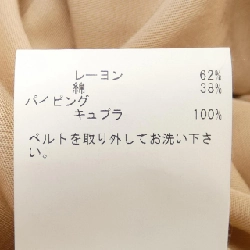 レーヨン 62%
綿 38%
パイピング
キュプラ 100%
ベルトを取り外してお洗い下さ
い。